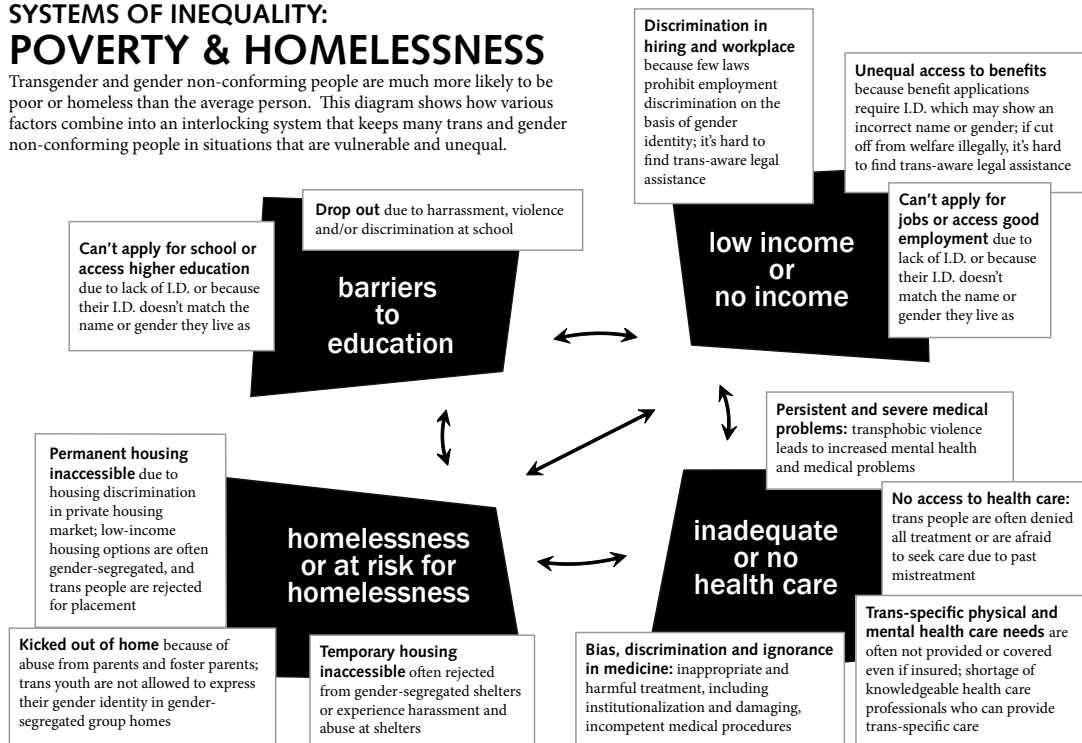 SYSTEMS OF INEQUALITY:
POVERTY & HOMELESSNESS
Transgender and gender non-conforming people are much more likely to be
poor or homeless than the average person.  This diagram shows how various
factors combine into an interlocking system that keeps many trans and gender
non-conforming people in situations that are vulnerable and unequal.
Drop out due to harrassment, violence
and/or discrimination at school
Can't apply for school or
access higher education
due to lack of I.D. or because
their I.D. doesn't match the
name or gender they live as
barriers
to
education
Discrimination in
hiring and workplace
because few laws
prohibit employment
discrimination on the
basis of gender
identity; it's hard to
find trans-aware legal
assistance
Unequal access to benefits
because benefit applications
require I.D. which may show an
incorrect name or gender; if cut
off from welfare illegally, it's hard
to find trans-aware legal assistance
Can't apply for
jobs or access good
employment due to
lack of I.D. or because
their I.D. doesn't
match the name or
gender they live as
low income
or
no income
Permanent housing
inaccessible due to
housing discrimination
in private housing
market; low-income
housing options are often
gender-segregated, and
trans people are rejected
for placement
homelessness
or at risk for
homelessness
Kicked out of home because of
abuse from parents and foster parents;
trans youth are not allowed to express
their gender identity in gender-
segregated group homes
Temporary housing
inaccessible often rejected
from gender-segregated shelters
or experience harassment and
abuse at shelters
Persistent and severe medical
problems: transphobic violence
leads to increased mental health
and medical problems
No access to health care:
trans people are often denied
all treatment or are afraid
to seek care due to past
mistreatment
inadequate
or no
health care
Bias, discrimination and ignorance
in medicine: inappropriate and
harmful treatment, including
institutionalization and damaging,
incompetent medical procedures
Trans-specific physical and
mental health care needs are
often not provided or covered
even if insured; shortage of
knowledgeable health care
professionals who can provide
trans-specific care